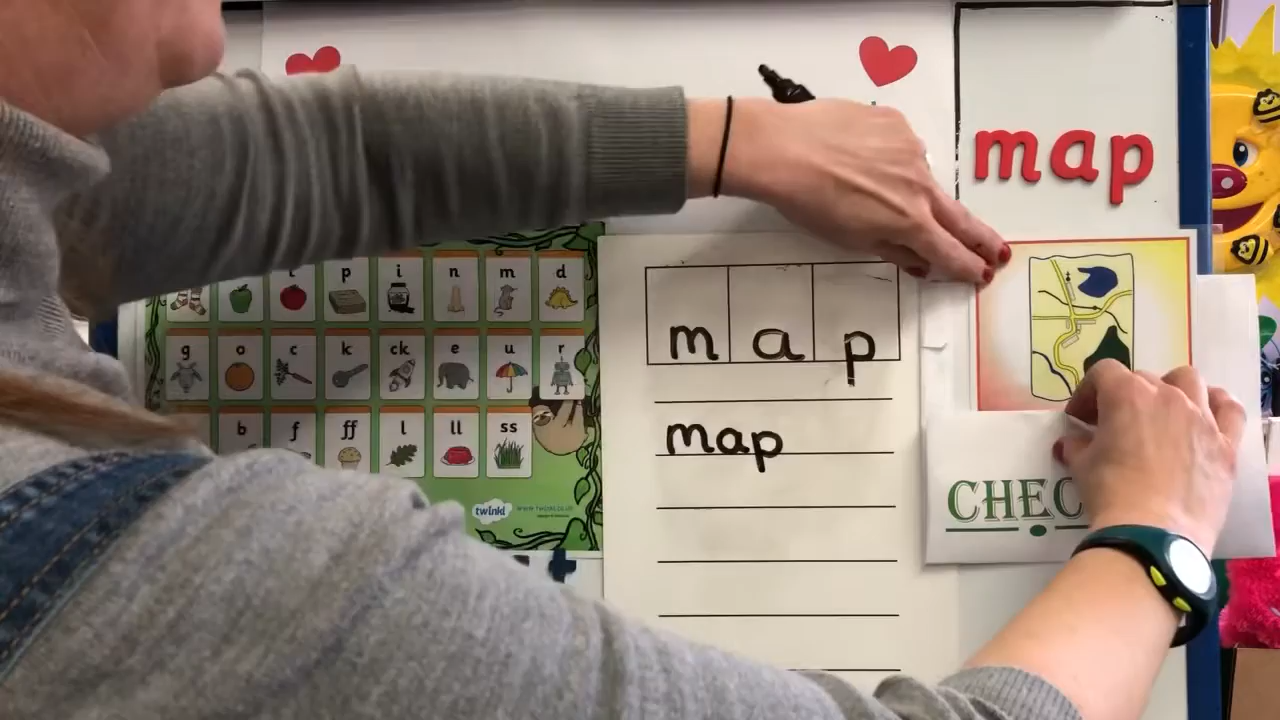 map
p i n m d
g o c k ck e u r
b f ff l ll ss
twinkl
m a p
map
CHEC